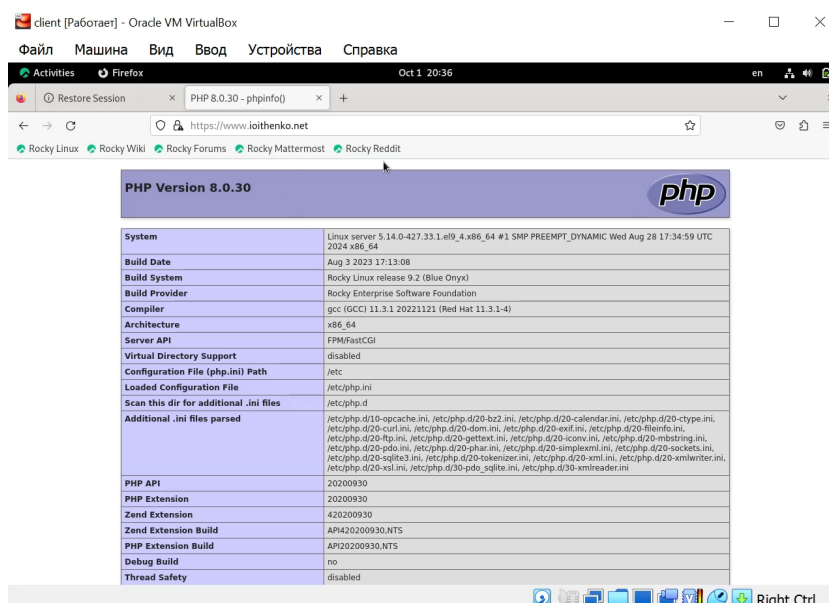 client [Работает] - Oracle VM VirtualBox
Файл Машина Вид Ввод Устройства Справка
Activities Firefox Oct 1 20:36 en
Restore Session PHP 8.0.30 - phpinfo()
https://www.ioithenko.net
Rocky Linux Rocky Wiki Rocky Forums Rocky Mattermost Rocky Reddit
PHP Version 8.0.30 php
System Linux server 5.14.0-427.33.1.el9_4.x86_64 #1 SMP PREEMPT_DYNAMIC Wed Aug 28 17:34:59 UTC
2024 x86_64
Build Date Aug 3 2023 17:13:08
Build System Rocky Linux release 9.2 (Blue Onyx)
Build Provider Rocky Enterprise Software Foundation
Compiler gcc (GCC) 11.3.1 20221121 (Red Hat 11.3.1-4)
Architecture x86_64
Server API FPM/FastCGI
Virtual Directory Support disabled
Configuration File (php.ini) Path /etc
Loaded Configuration File /etc/php.ini
Scan this dir for additional .ini files /etc/php.d
Additional .ini files parsed /etc/php.d/10-opcache.ini, /etc/php.d/20-bz2.ini, /etc/php.d/20-calendar.ini, /etc/php.d/20-ctype.ini,
/etc/php.d/20-curl.ini, /etc/php.d/20-dom.ini, /etc/php.d/20-exif.ini, /etc/php.d/20-fileinfo.ini,
/etc/php.d/20-ftp.ini, /etc/php.d/20-gettext.ini, /etc/php.d/20-iconv.ini, /etc/php.d/20-mbstring.ini,
/etc/php.d/20-pdo.ini, /etc/php.d/20-phar.ini, /etc/php.d/20-simplexml.ini, /etc/php.d/20-sockets.ini,
/etc/php.d/20-sqlite3.ini, /etc/php.d/20-tokenizer.ini, /etc/php.d/20-xml.ini, /etc/php.d/20-xmlwriter.ini,
/etc/php.d/20-xsl.ini, /etc/php.d/30-pdo_sqlite.ini, /etc/php.d/30-xmlreader.ini
PHP API 20200930
PHP Extension 20200930
Zend Extension 420200930
Zend Extension Build API420200930,NTS
PHP Extension Build API20200930,NTS
Debug Build no
Thread Safety disabled
Right Ctrl